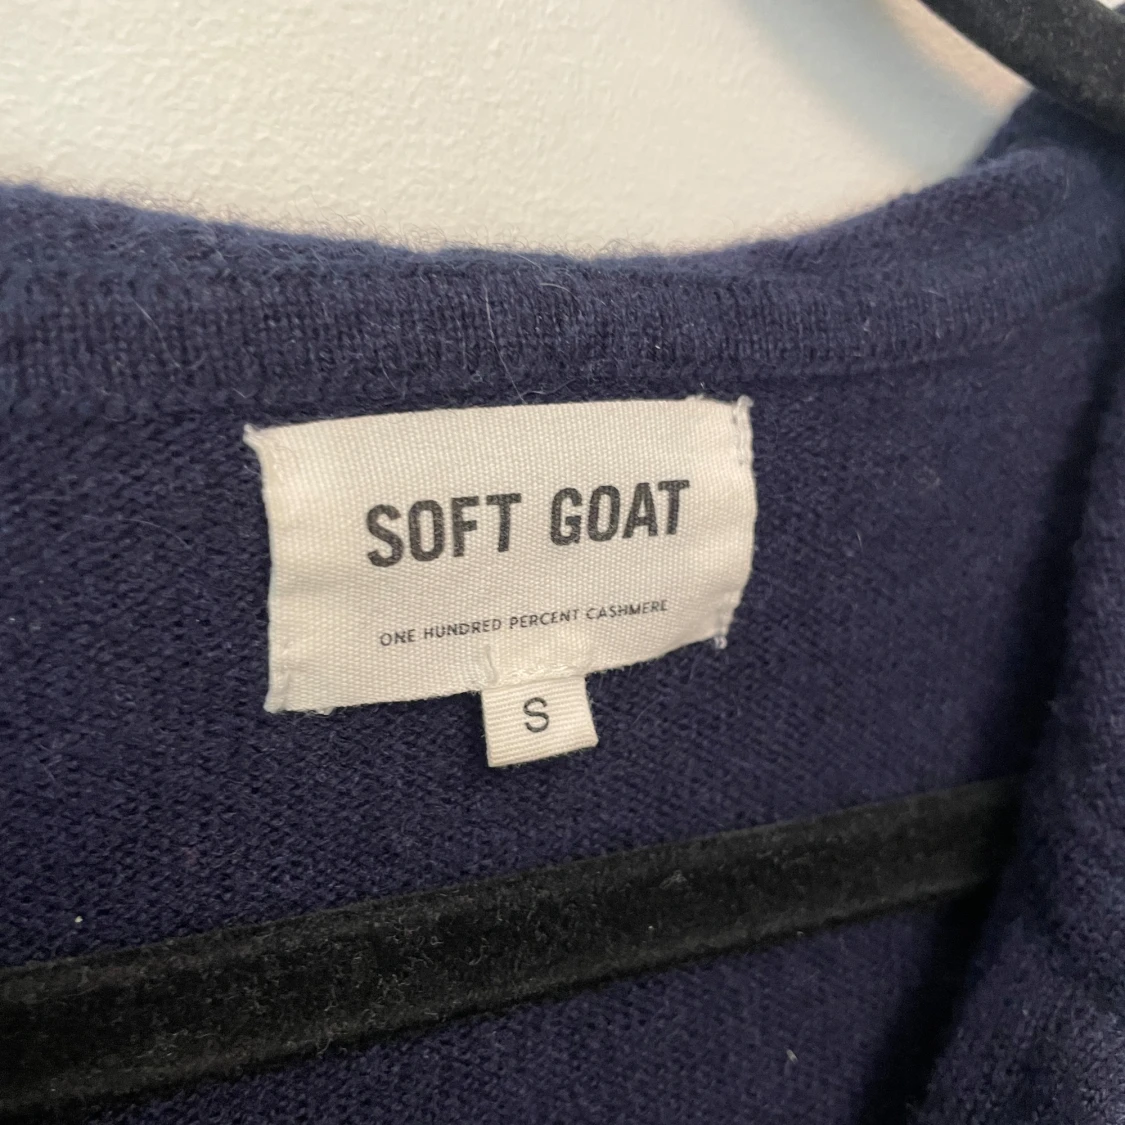 SOFT GOAT
ONE HUNDRED PERCENT CASHMERE
S